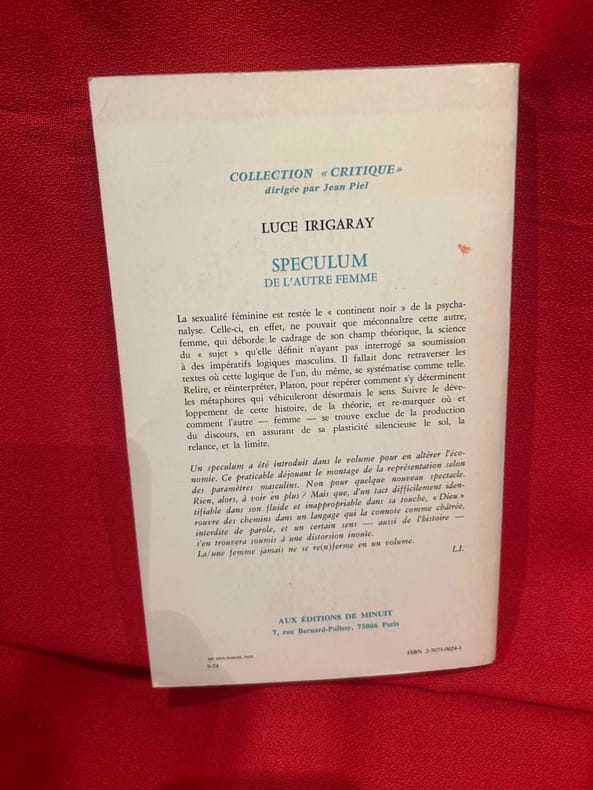 COLLECTION « CRITIQUE »
dirigée par Jean Piel
LUCE IRIGARAY
SPECULUM
DE L'AUTRE FEMME
La sexualité féminine est restée le « continent noir » de la psycha-
nalyse. Celle-ci, en effet, ne pouvait que méconnaître cette autre,
femme, qui déborde le cadrage de son champ théorique, la science
du « sujet » qu'elle définit n'ayant pas interrogé sa soumission
à des impératifs logiques masculins. Il fallait donc retraverser les
textes où cette logique de l'un, du même, se systématise comme telle.
Relire, et réinterpréter, Platon, pour repérer comment s'y déterminent
les métaphores qui véhiculeront désormais le sens. Suivre le déve-
loppement de cette histoire, de la théorie, et re-marquer où et
comment l'autre — femme — se trouve exclue de la production
du discours, en assurant de sa plasticité silencieuse le sol, la
relance, et la limite.
Un speculum a été introduit dans le volume pour en altérer l'éco-
nomie. Ce praticable déjouant le montage de la représentation selon
des paramètres masculins. Non pour quelque nouveau spectacle.
Rien, alors, à voir en plus ? Mais que, d'un tact difficilement iden-
tifiable dans son fluide et inappropriable dans sa touche, « Dieu »
rouvre des chemins dans un langage qui la connote comme châtrée,
interdite de parole, et un certain sens — aussi de l'histoire —
s'en trouvera soumis à une distorsion inouïe.
La/une femme jamais ne se re(n)ferme en un volume.
L.I.
AUX ÉDITIONS DE MINUIT
7, rue Bernard-Palissy, 75006 Paris
ISBN 2-7073-0024-1